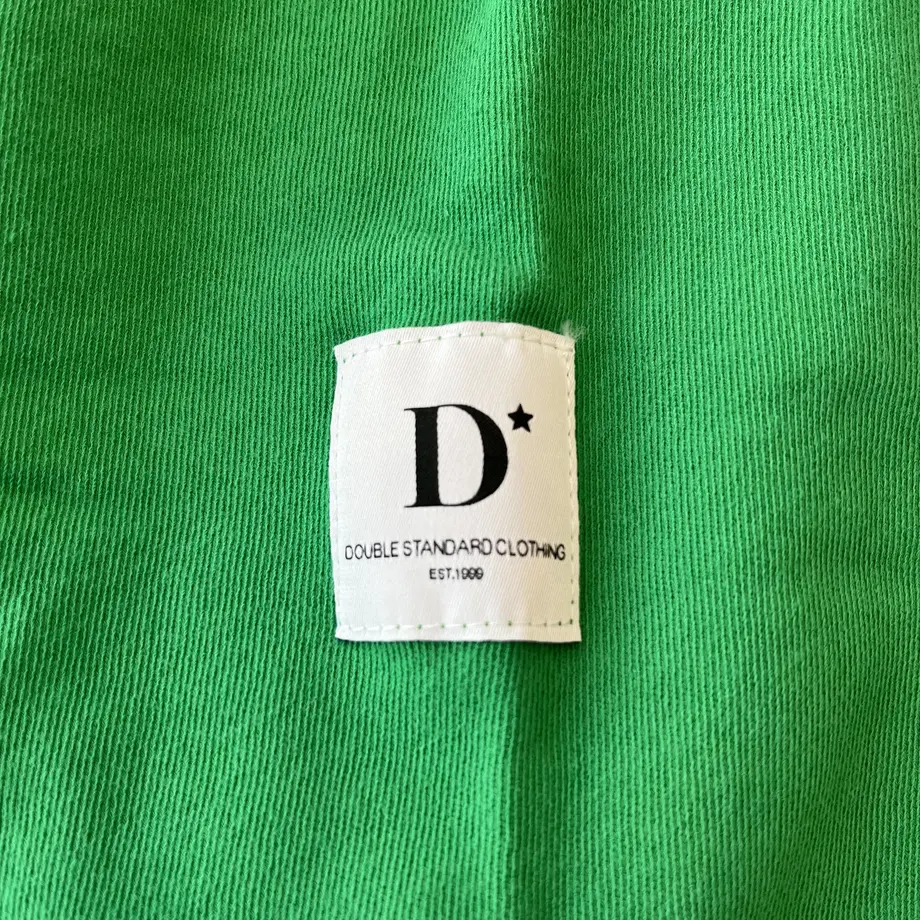 D★
DOUBLE STANDARD CLOTHING
EST.1999